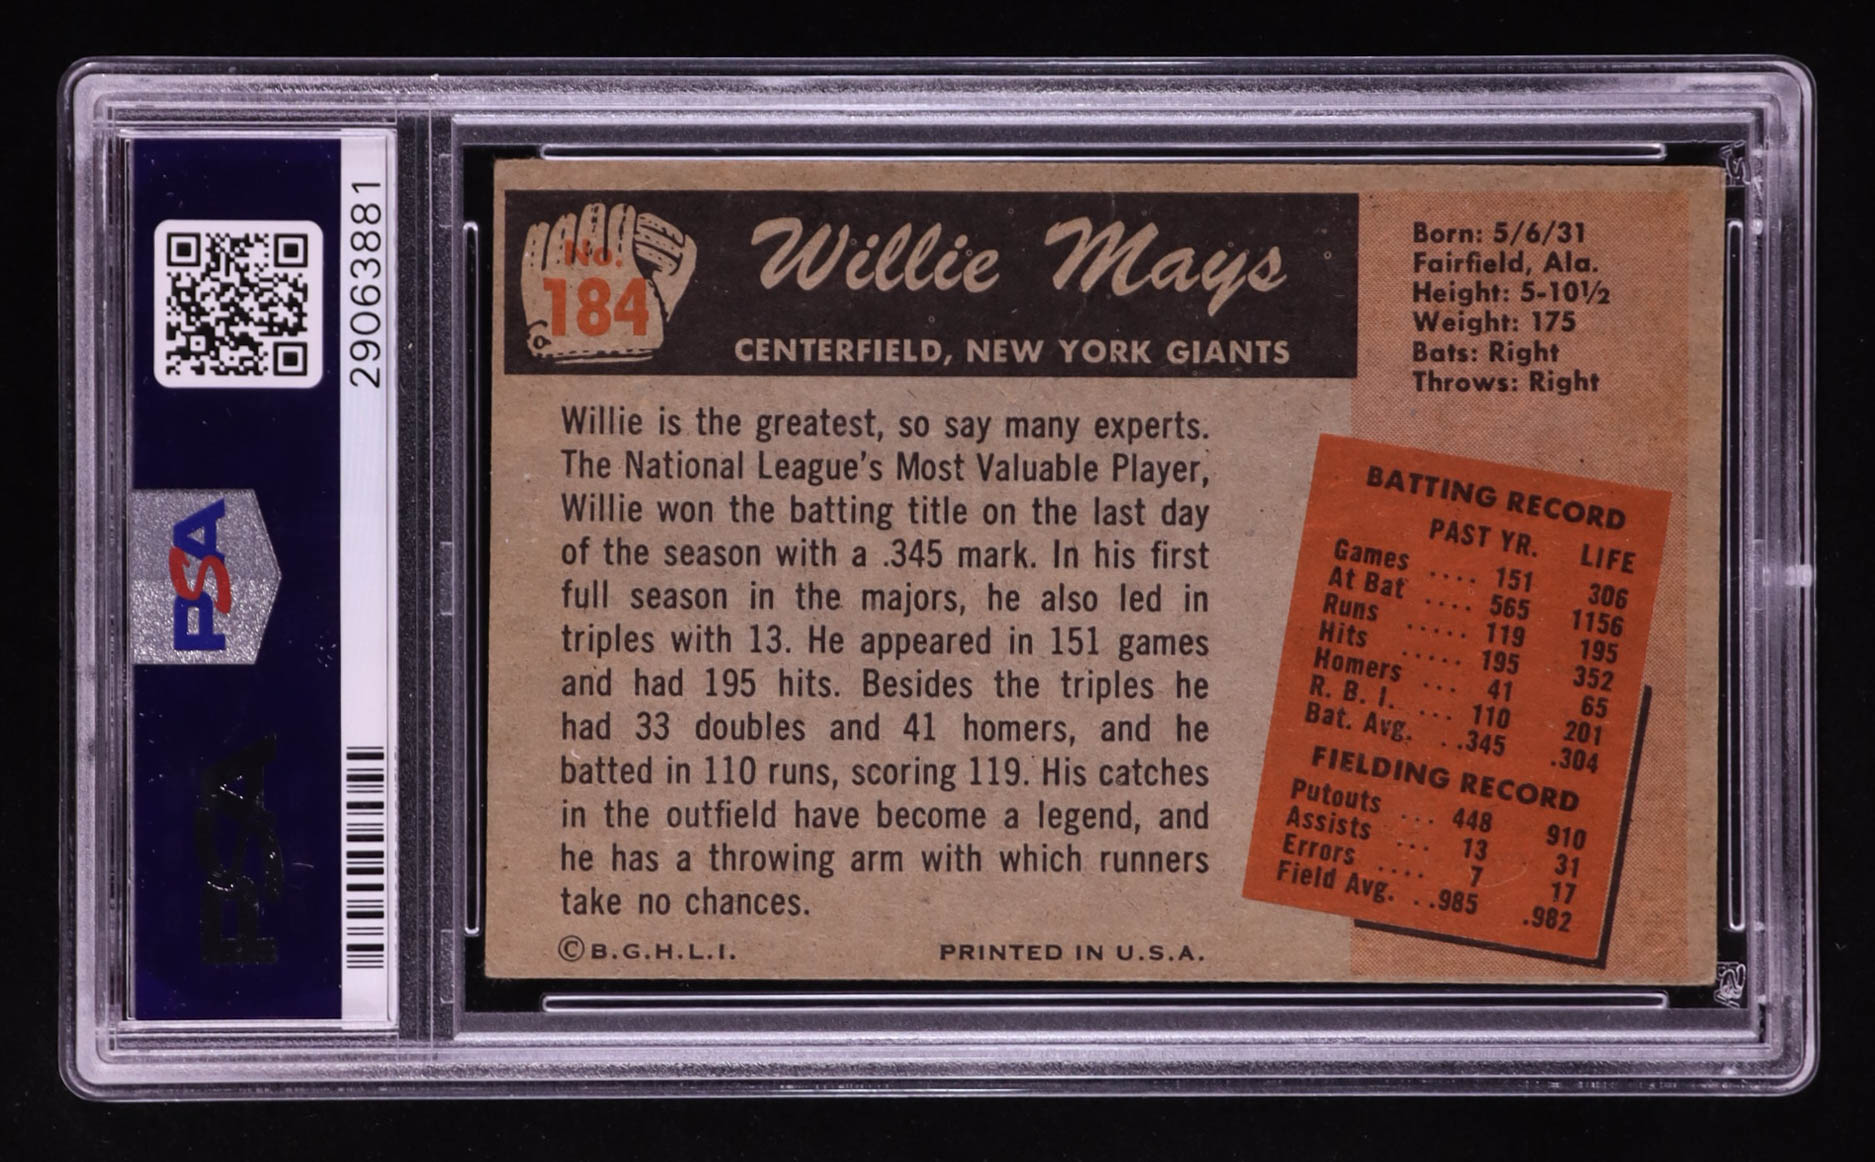 29063881
PSA
PSA
No.
184
Willie Mays
CENTERFIELD, NEW YORK GIANTS
Born: 5/6/31
Fairfield, Ala.
Height: 5-10½
Weight: 175
Bats: Right
Throws: Right
Willie is the greatest, so say many experts.
The National League's Most Valuable Player,
Willie won the batting title on the last day
of the season with a .345 mark. In his first
full season in the majors, he also led in
triples with 13. He appeared in 151 games
and had 195 hits. Besides the triples he
had 33 doubles and 41 homers, and he
batted in 110 runs, scoring 119. His catches
in the outfield have become a legend, and
he has a throwing arm with which runners
take no chances.
©B.G.H.L.I. PRINTED IN U.S.A.
BATTING RECORD
PAST YR. LIFE
Games .... 151 306
At Bat .... 565 1156
Runs ..... 119 195
Hits ..... 195 352
Homers ... 41 65
R. B. I. ... 110 201
Bat. Avg. ..345 .304
FIELDING RECORD
Putouts ... 448 910
Assists ... 13 31
Errors .... 7 17
Field Avg. ..985 .982